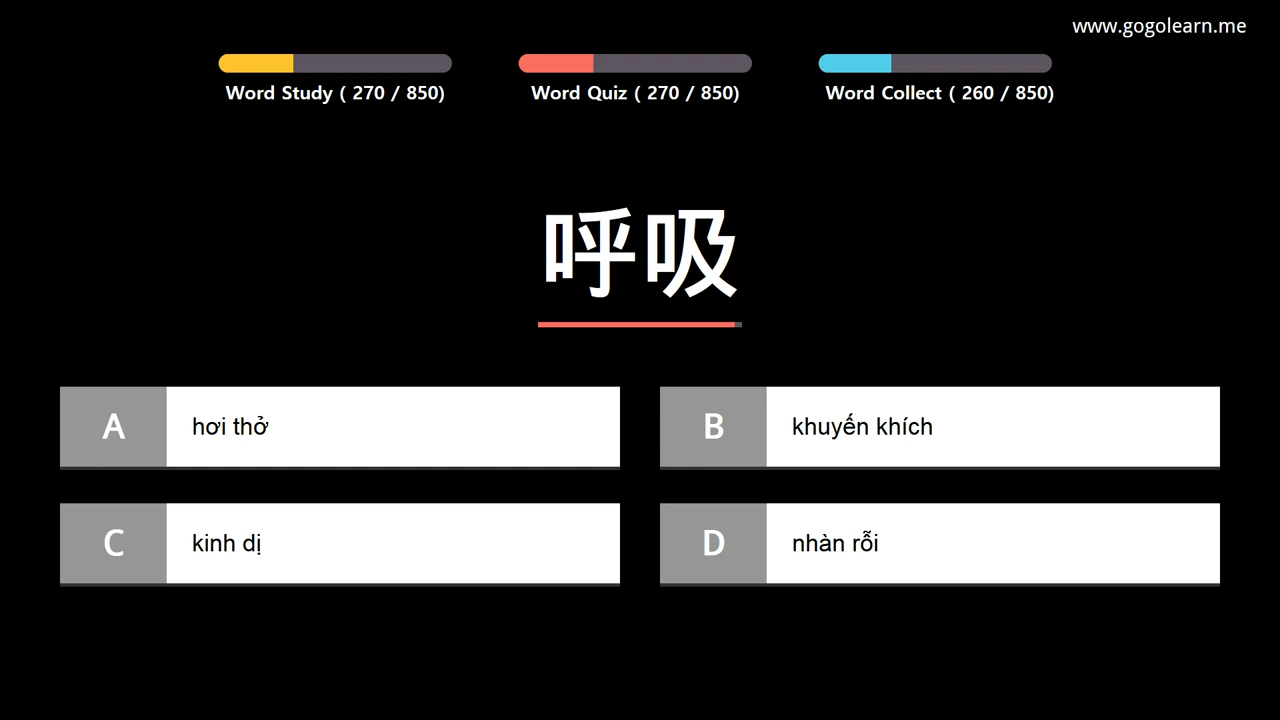 www.gogolearn.me
Word Study ( 270 / 850)
Word Quiz ( 270 / 850)
Word Collect ( 260 / 850)
呼吸
A hơi thở
B khuyến khích
C kinh dị
D nhàn rỗi